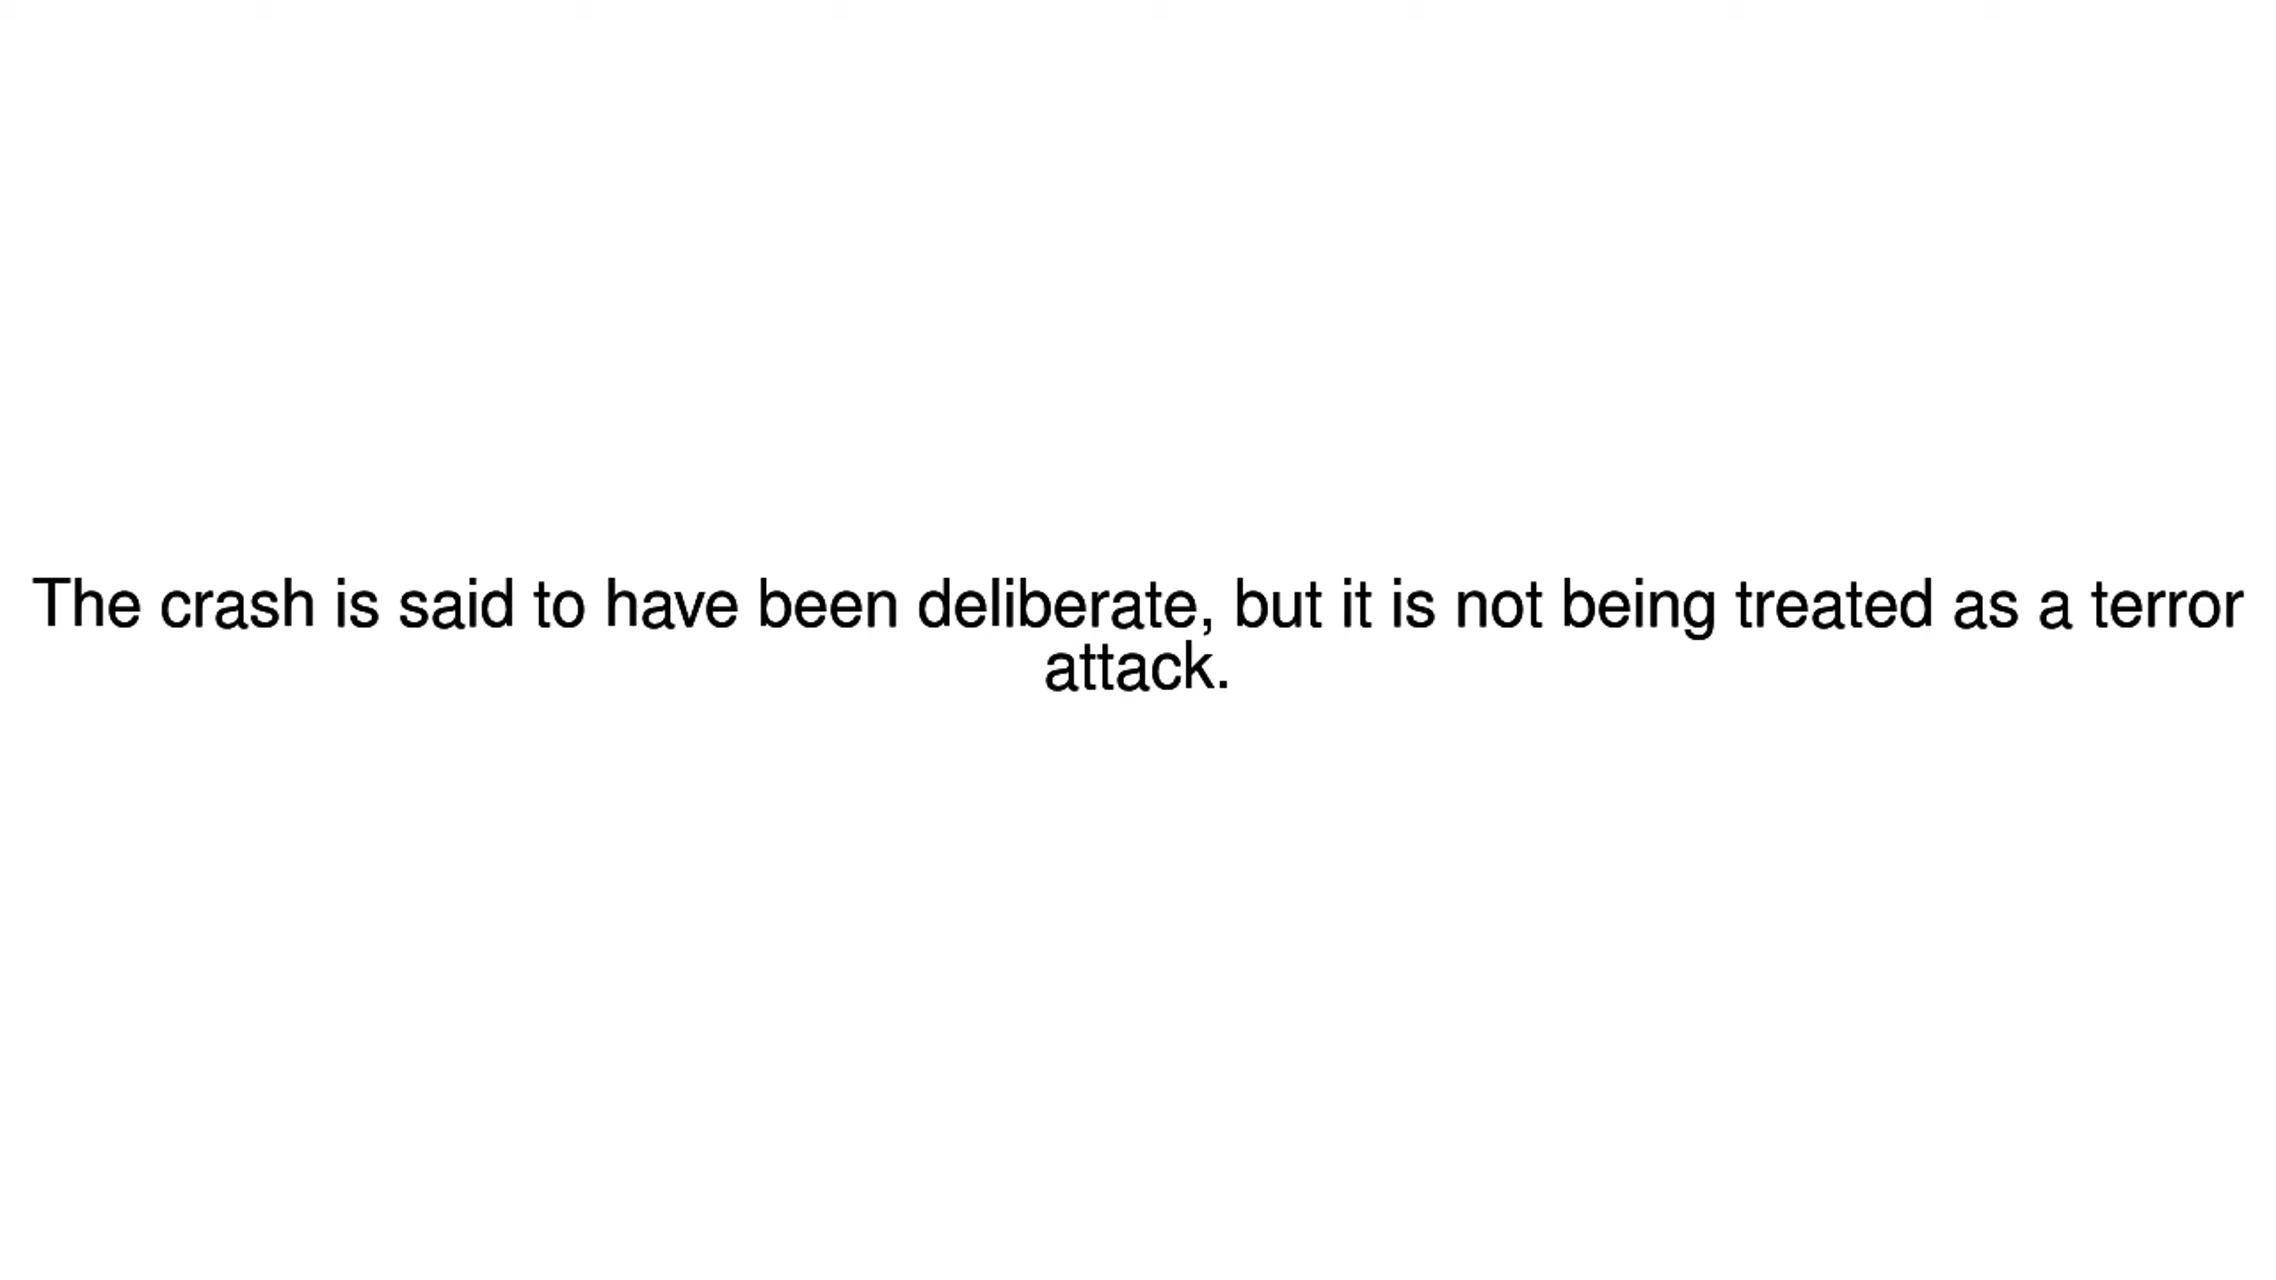 The crash is said to have been deliberate, but it is not being treated as a terror
attack.